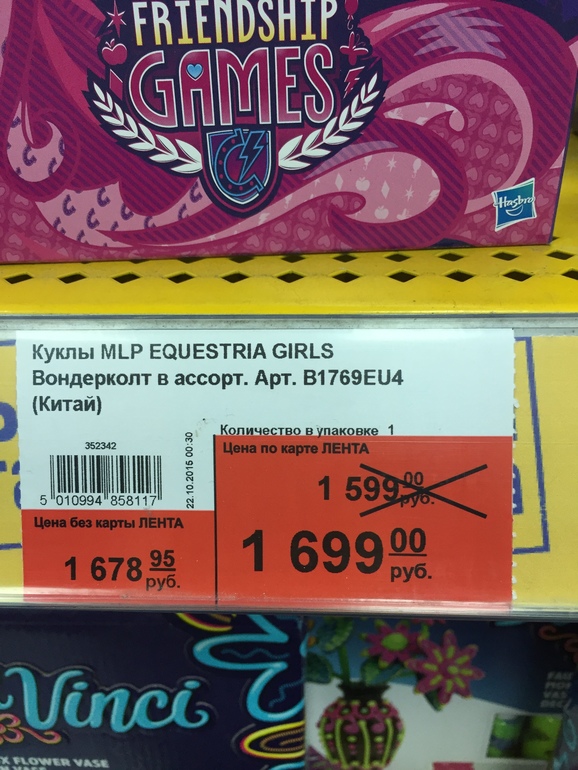 FRIENDSHIP
GAMES
Hasbro
Куклы MLP EQUESTRIA GIRLS
Вондерколт в ассорт. Арт. B1769EU4
(Китай)
Количество в упаковке 1
352342
5 010994 858117
22.10.2015 00:30
Цена по карте ЛЕНТА
1 599 00 руб.
1 699 00 руб.
Цена без карты ЛЕНТА
1 678 95 руб.
Vinci
X FLOWER VASE